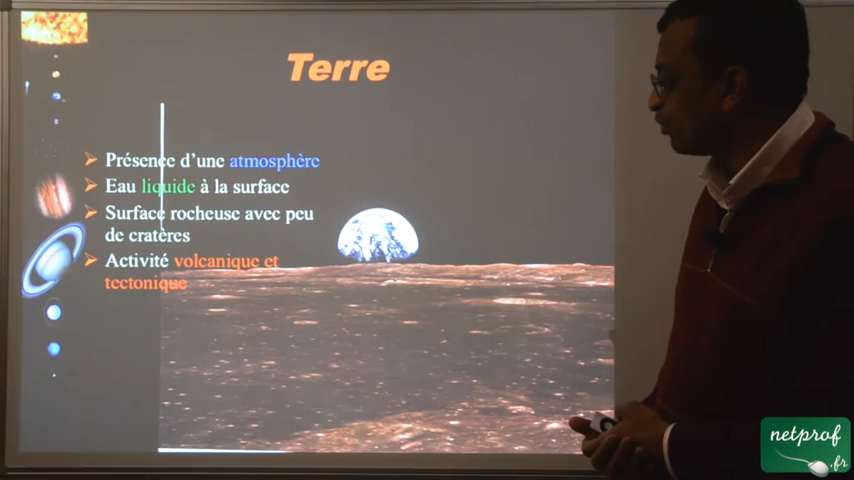 Terre
Présence d'une atmosphère
Eau liquide à la surface
Surface rocheuse avec peu
de cratères
Activité volcanique et
tectonique
netprof
.fr